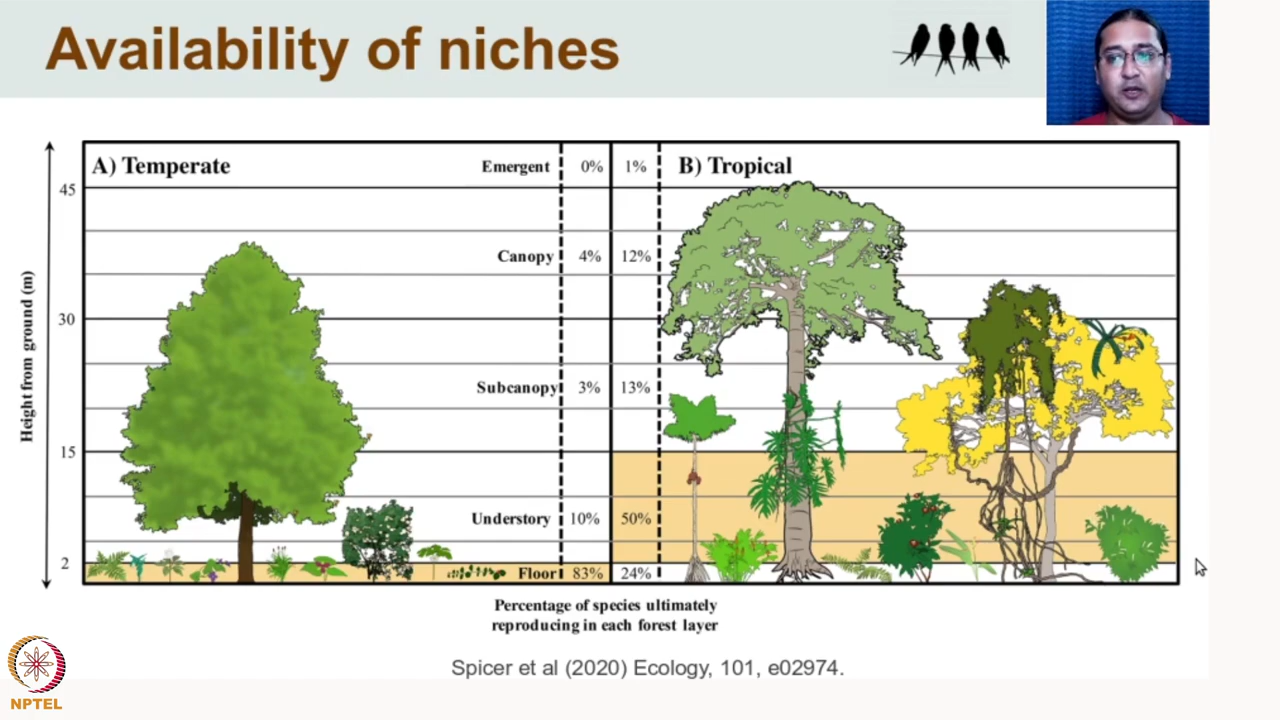 Availability of niches
A) Temperate
Emergent 0% 1%
B) Tropical
45
Canopy 4% 12%
30
Subcanopy 3% 13%
15
Understory 10% 50%
2
Floor 83% 24%
Height from ground (m)
Percentage of species ultimately
reproducing in each forest layer
Spicer et al (2020) Ecology, 101, e02974.
NPTEL